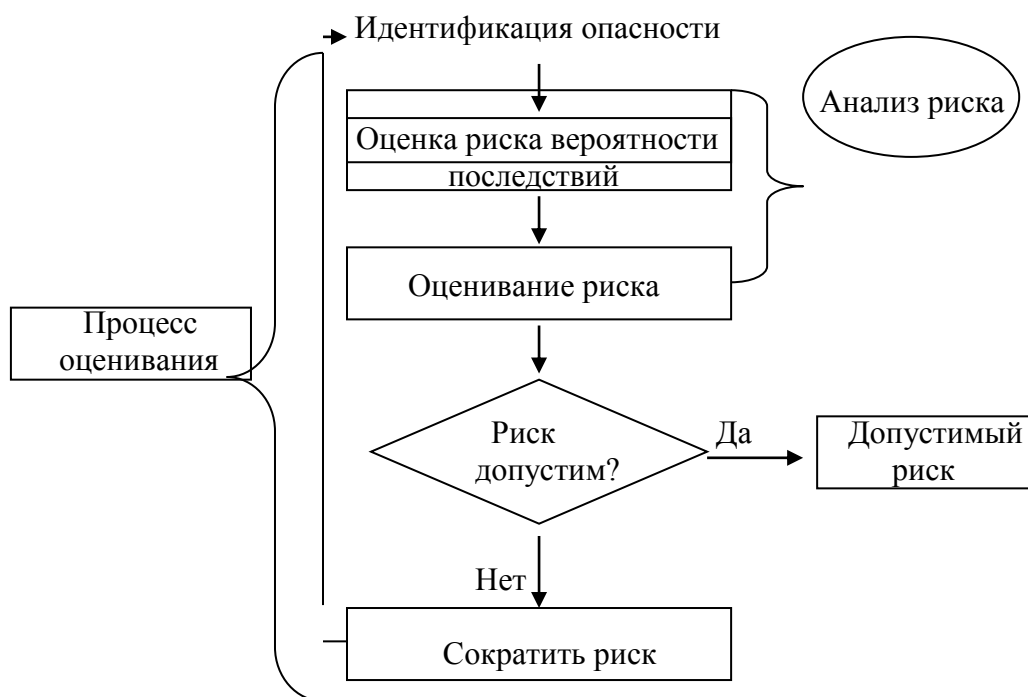 Идентификация опасности
Анализ риска
Оценка риска вероятности
последствий
Оценивание риска
Процесс
оценивания
Риск
допустим?
Да
Допустимый
риск
Нет
Сократить риск